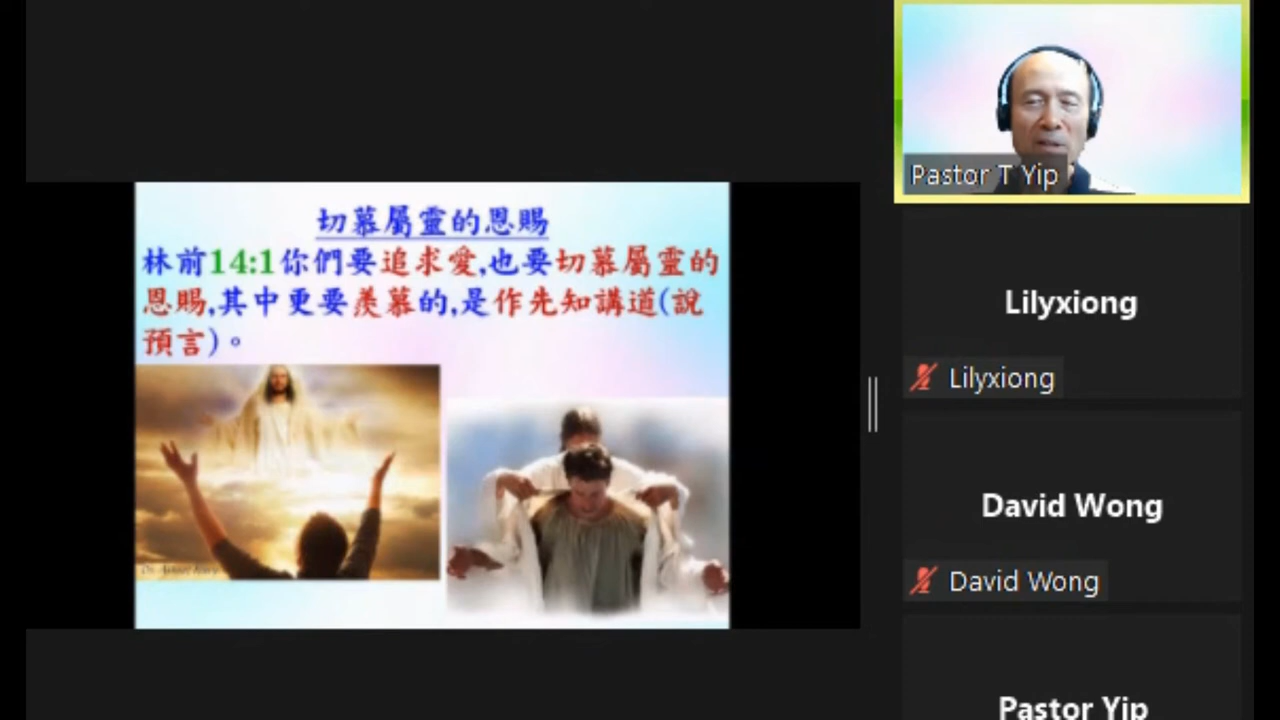 切慕屬靈的恩賜
林前14:1你們要追求愛,也要切慕屬靈的
恩賜,其中更要羨慕的,是作先知講道(說
預言)。
Pastor T Yip
Lilyxiong
Lilyxiong
David Wong
David Wong
Pastor Yip